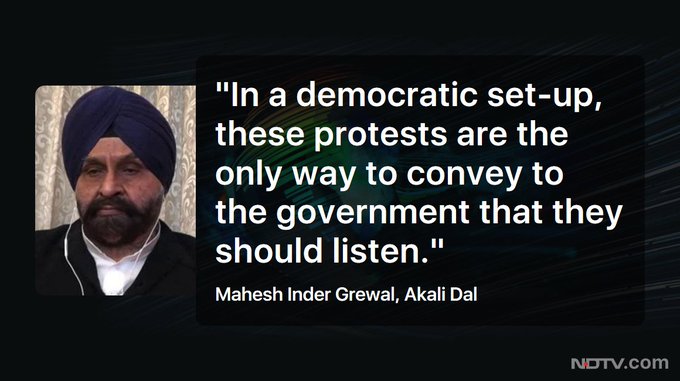 "In a democratic set-up,
these protests are the
only way to convey to
the government that they
should listen."
Mahesh Inder Grewal, Akali Dal
NDTV.com